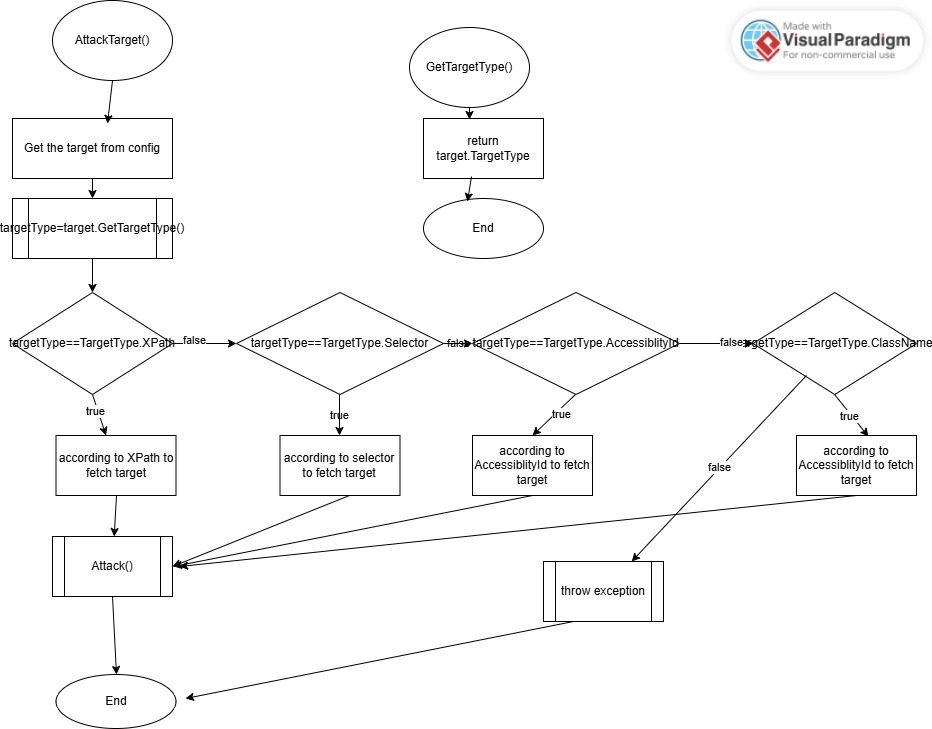 AttackTarget()
GetTargetType()
Made with
VisualParadigm
For non-commercial use
Get the target from config
return
target.TargetType
targetType=target.GetTargetType()
End
targetType==TargetType.XPath
false
targetType==TargetType.Selector
false
targetType==TargetType.AccessiblityId
false
getType==TargetType.ClassName
true
true
true
true
according to XPath to
fetch target
according to selector
to fetch target
according to
AccessiblityId to fetch
target
according to
AccessiblityId to fetch
target
false
Attack()
throw exception
End